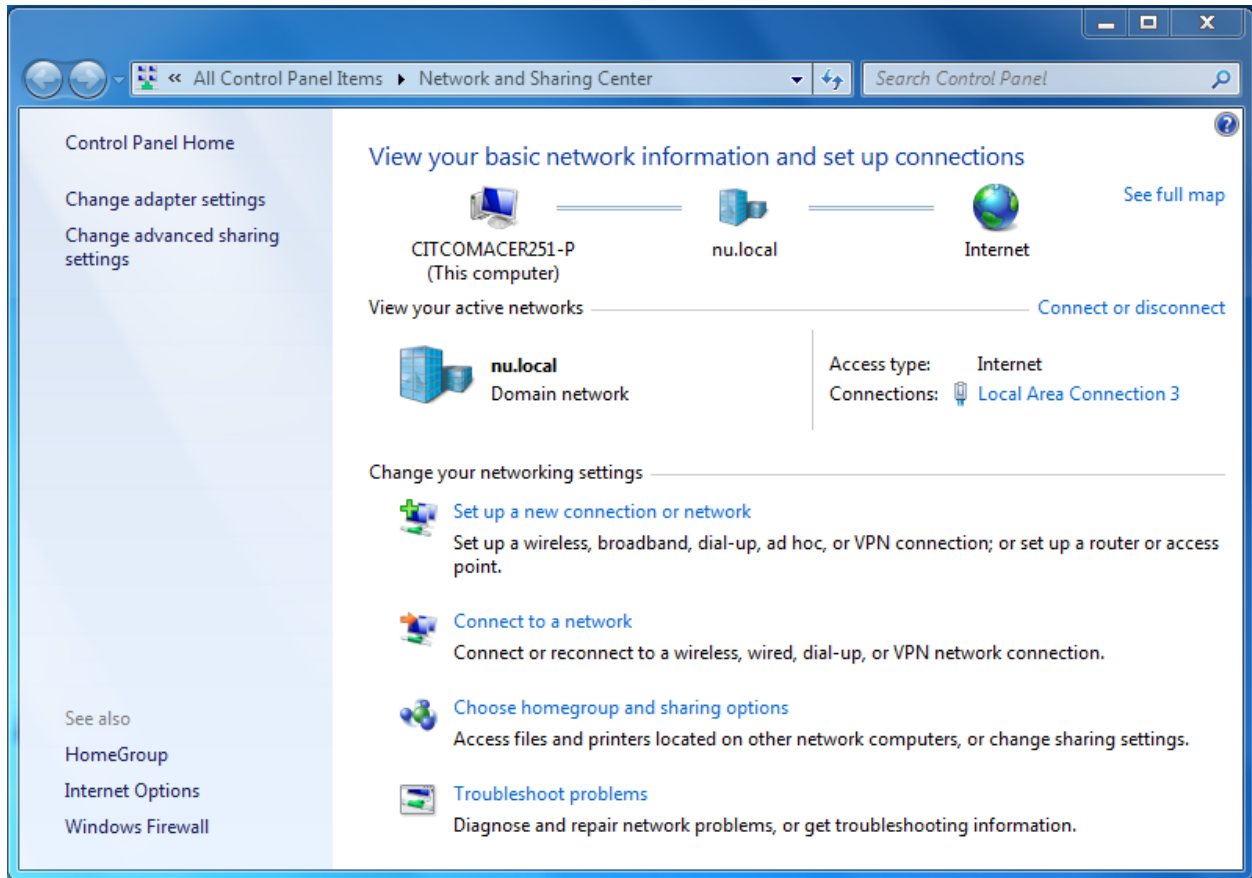 « All Control Panel Items ▸ Network and Sharing Center
Search Control Panel
Control Panel Home
Change adapter settings
Change advanced sharing
settings
See also
HomeGroup
Internet Options
Windows Firewall
View your basic network information and set up connections
See full map
CITCOMACER251-P
(This computer)
nu.local
Internet
View your active networks
Connect or disconnect
nu.local
Domain network
Access type: Internet
Connections: Local Area Connection 3
Change your networking settings
Set up a new connection or network
Set up a wireless, broadband, dial-up, ad hoc, or VPN connection; or set up a router or access
point.
Connect to a network
Connect or reconnect to a wireless, wired, dial-up, or VPN network connection.
Choose homegroup and sharing options
Access files and printers located on other network computers, or change sharing settings.
Troubleshoot problems
Diagnose and repair network problems, or get troubleshooting information.